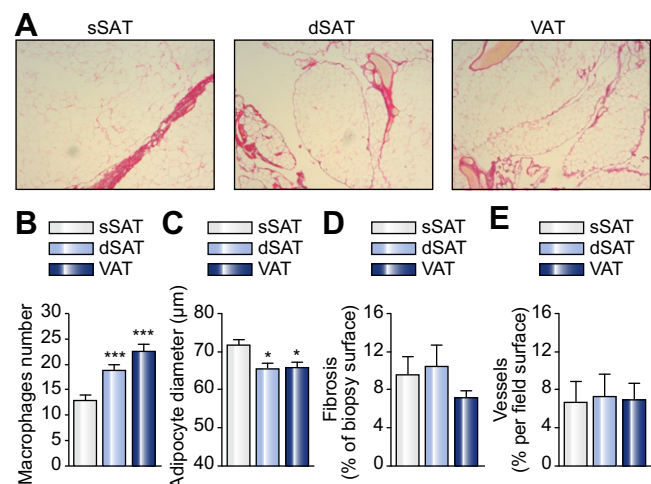 A
sSAT
dSAT
VAT
B
sSAT
dSAT
VAT
Macrophages number
30
25
20
15
10
5
0
***
***
C
sSAT
dSAT
VAT
Adipocyte diameter (µm)
80
70
60
50
40
*
*
D
sSAT
dSAT
VAT
Fibrosis
(% of biopsy surface)
16
12
8
4
0
E
sSAT
dSAT
VAT
Vessels
(% per field surface)
16
12
8
4
0